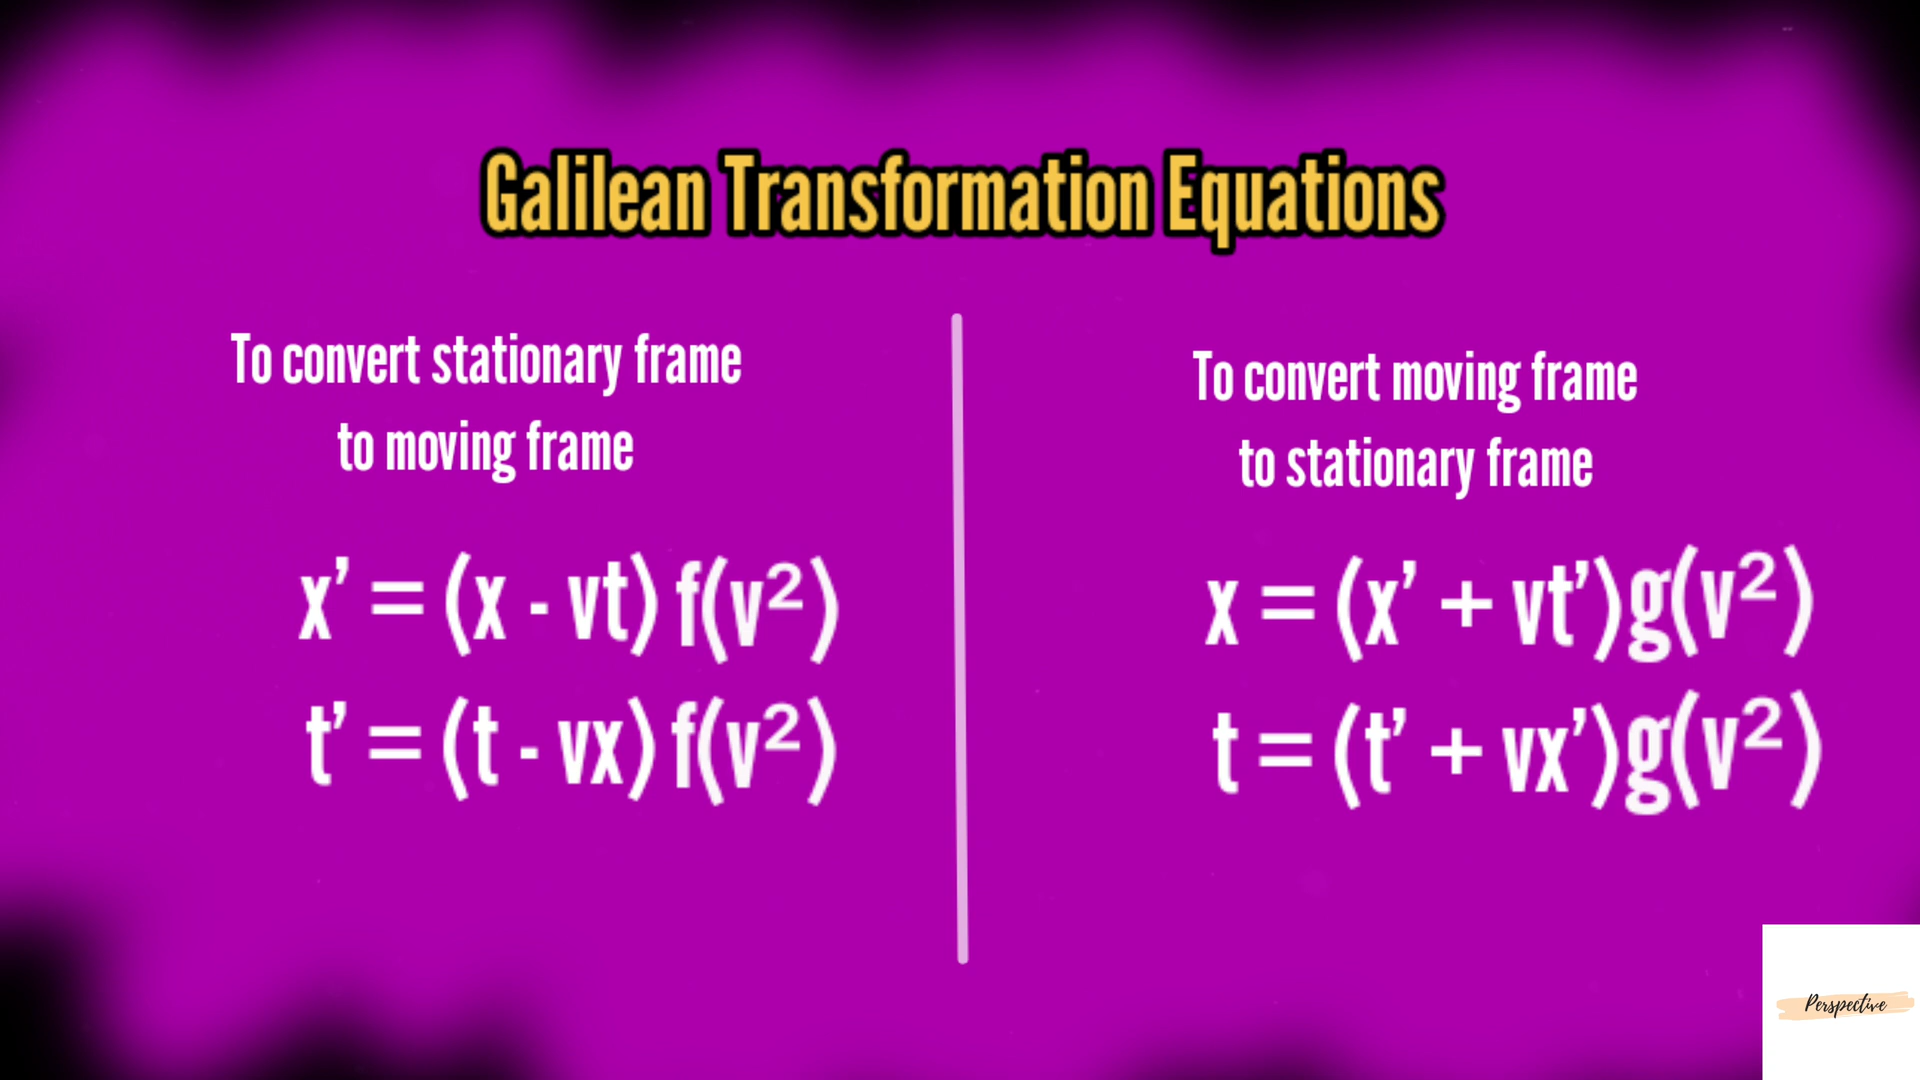 Galilean Transformation Equations
To convert stationary frame
to moving frame
x’ = (x - vt) f(v²)
t’ = (t - vx) f(v²)
To convert moving frame
to stationary frame
x = (x’ + vt’)g(v²)
t = (t’ + vx’)g(v²)
Perspective